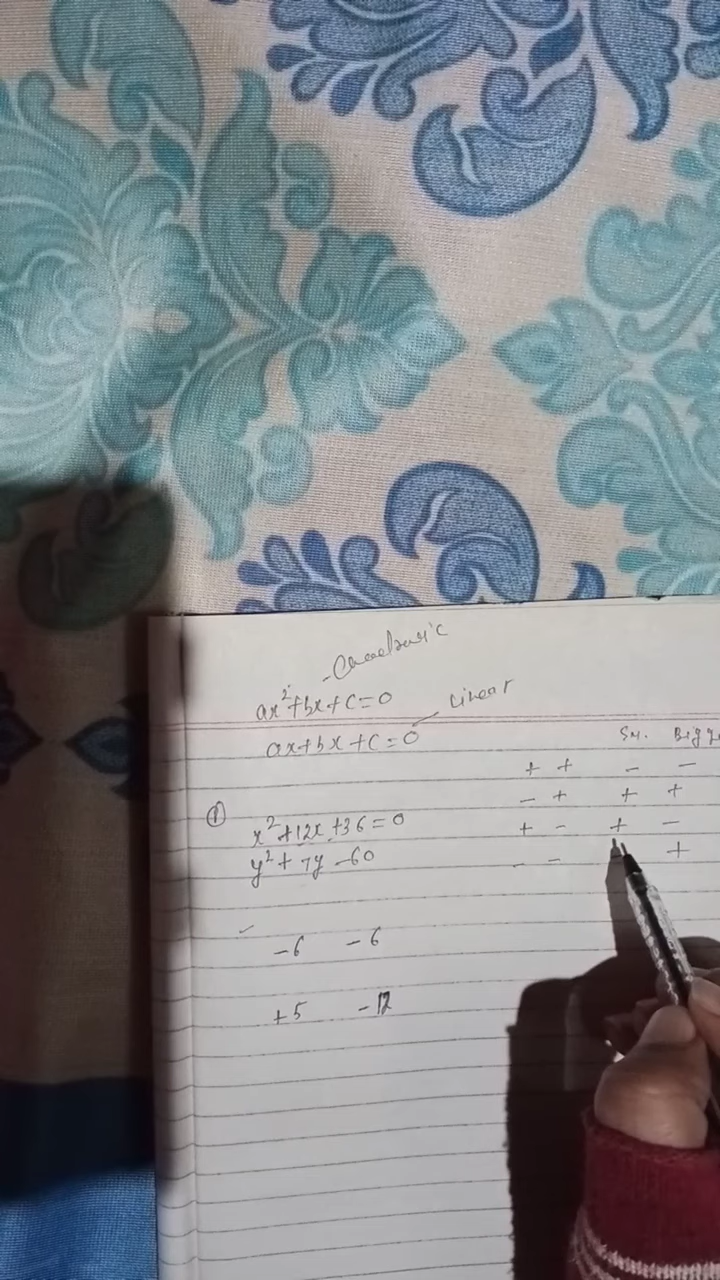 Quadratic
ax²+bx+c=0
Linear
ax+bx+c=0
Sm. Bigg
+ + - -
- + + +
① x²+12x+36=0 + - + -
y²+7y-60 - - +
-6 -6
+5 -12